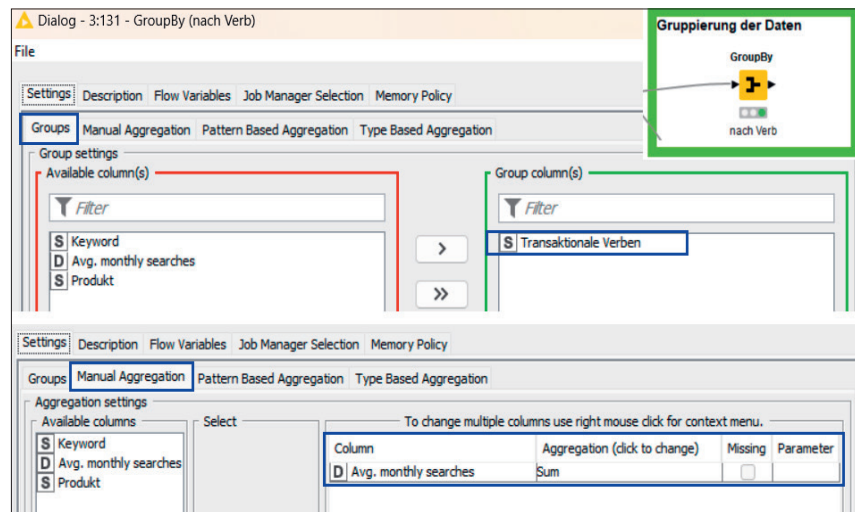 Dialog - 3:131 - GroupBy (nach Verb)
File
Gruppierung der Daten
GroupBy
nach Verb
Settings Description Flow Variables Job Manager Selection Memory Policy
Groups Manual Aggregation Pattern Based Aggregation Type Based Aggregation
Group settings
Available column(s)
Filter
S Keyword
D Avg. monthly searches
S Produkt
>
>>
Group column(s)
Filter
S Transaktionale Verben
Settings Description Flow Variables Job Manager Selection Memory Policy
Groups Manual Aggregation Pattern Based Aggregation Type Based Aggregation
Aggregation settings
Available columns
S Keyword
D Avg. monthly searches
S Produkt
Select
To change multiple columns use right mouse click for context menu.
Column Aggregation (click to change) Missing Parameter
D Avg. monthly searches Sum